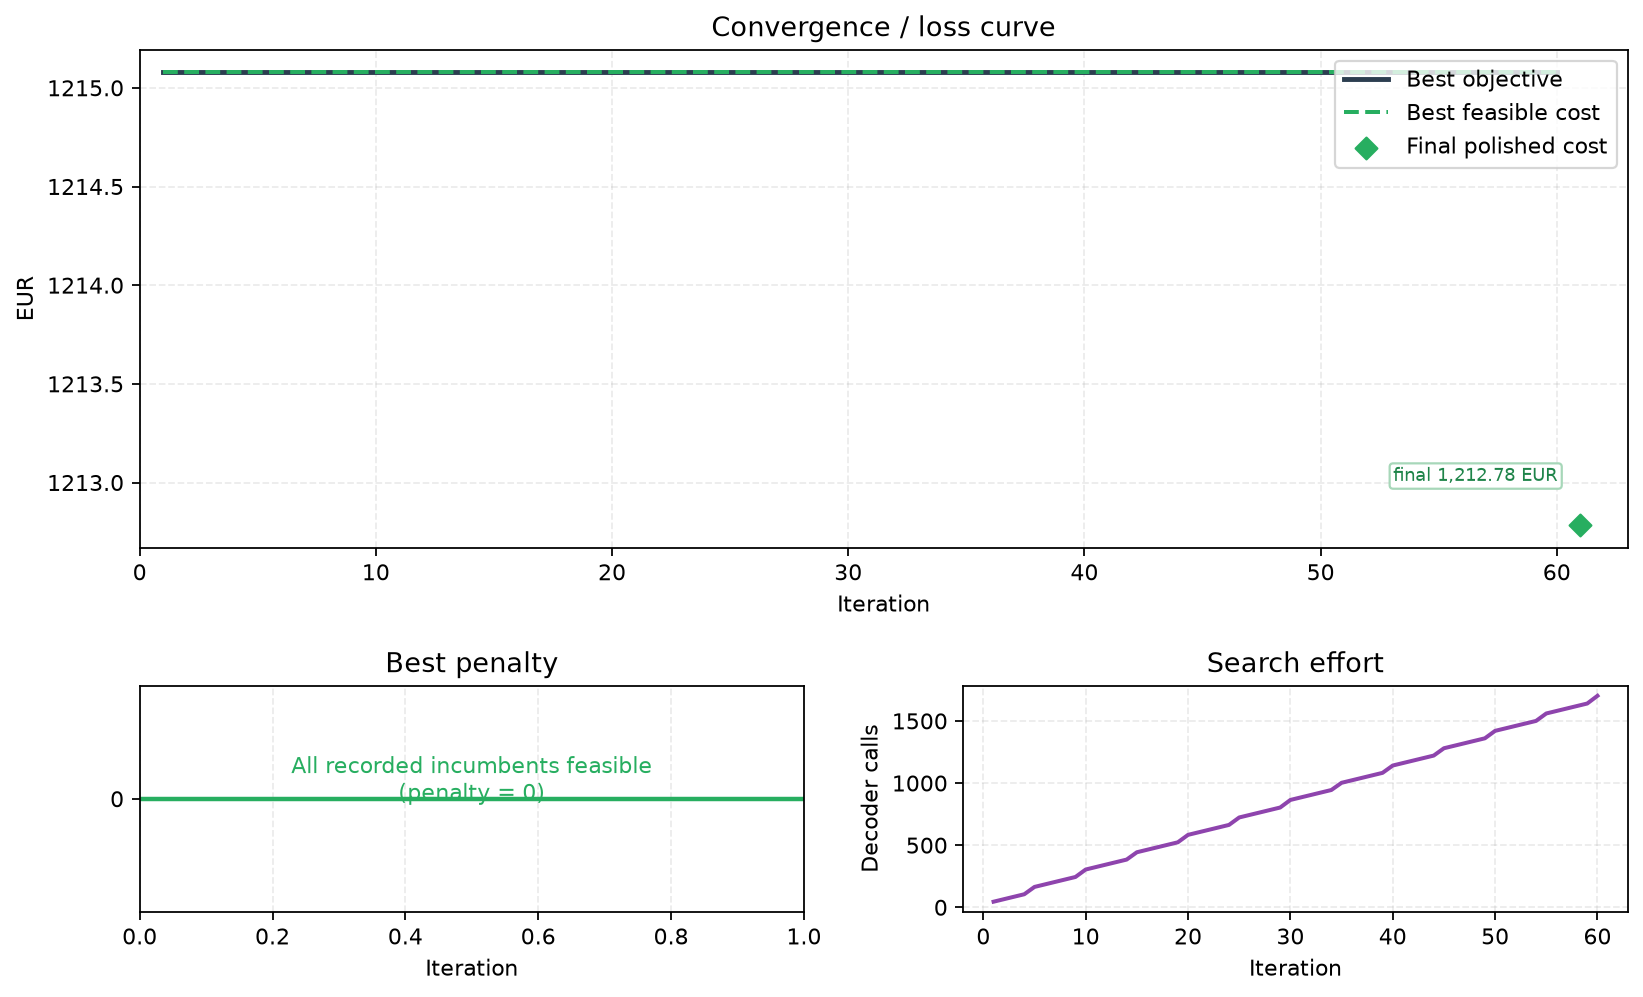 Convergence / loss curve
EUR
1215.0
1214.5
1214.0
1213.5
1213.0
Best objective
Best feasible cost
Final polished cost
final 1,212.78 EUR
0 10 20 30 40 50 60
Iteration
Best penalty
All recorded incumbents feasible
(penalty = 0)
0
0.0 0.2 0.4 0.6 0.8 1.0
Iteration
Search effort
Decoder calls
1500
1000
500
0
0 10 20 30 40 50 60
Iteration